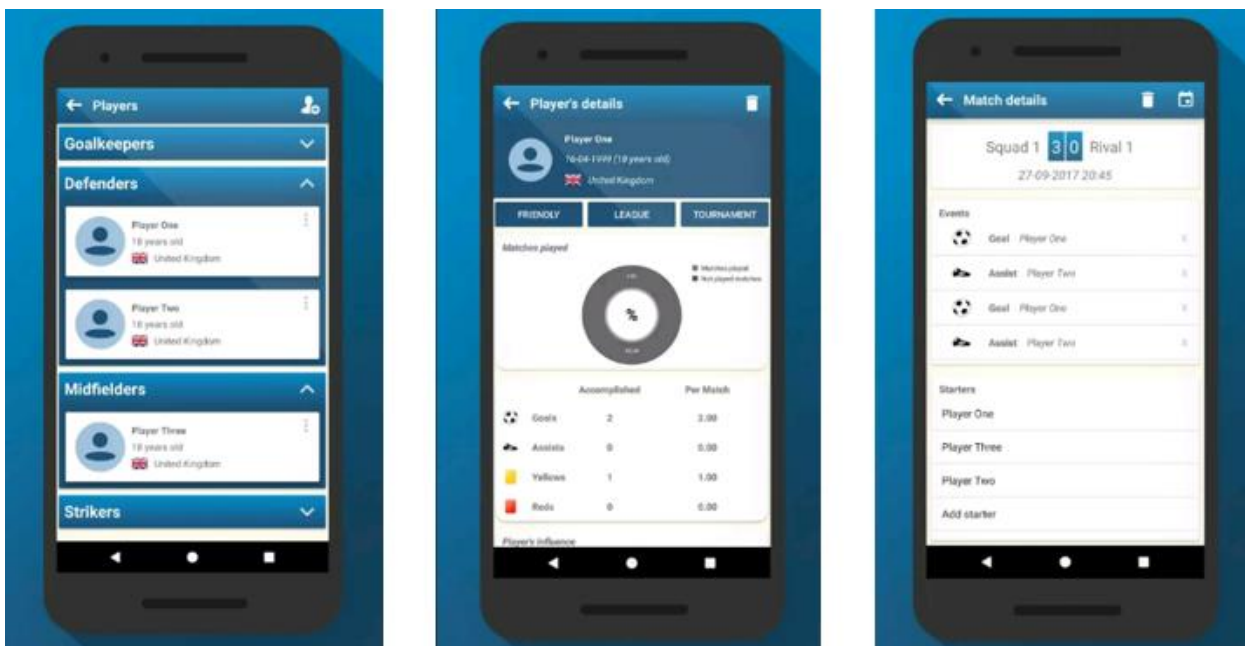 Players
Goalkeepers
Defenders
Player One
18 years old
United Kingdom
Player Two
18 years old
United Kingdom
Midfielders
Player Three
18 years old
United Kingdom
Strikers
Player's details
Player One
(18 years old)
United Kingdom
FRIENDLY LEAGUE TOURNAMENT
Matches played
Matches played
Not played matches
%
Accomplished Per Match
Goals 2 2.00
Assists 0 0.00
Yellows 1 1.00
Reds 0 0.00
Player's Influence
Match details
Squad 1 3 0 Rival 1
27-09-2017 20:45
Events
Goal Player One
Assist Player Two
Goal Player One
Assist Player Two
Starters
Player One
Player Three
Player Two
Add starter